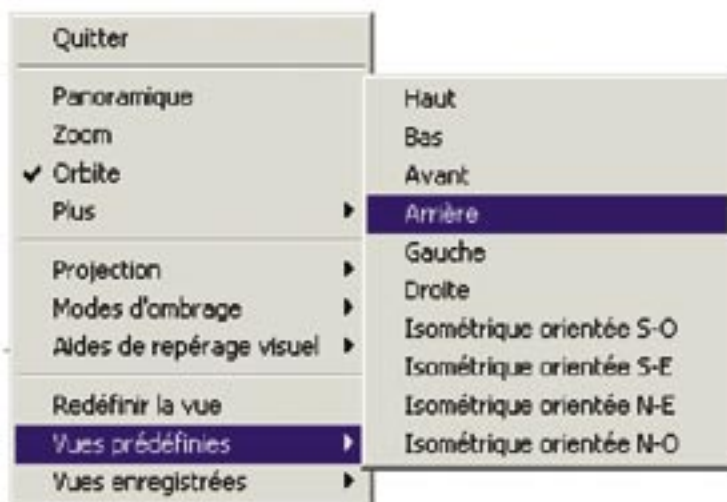 Quitter
Panoramique
Zoom
Orbite
Plus
Projection
Modes d'ombrage
Aides de repérage visuel
Redéfinir la vue
Vues prédéfinies
Vues enregistrées
Haut
Bas
Avant
Arrière
Gauche
Droite
Isométrique orientée S-O
Isométrique orientée S-E
Isométrique orientée N-E
Isométrique orientée N-O